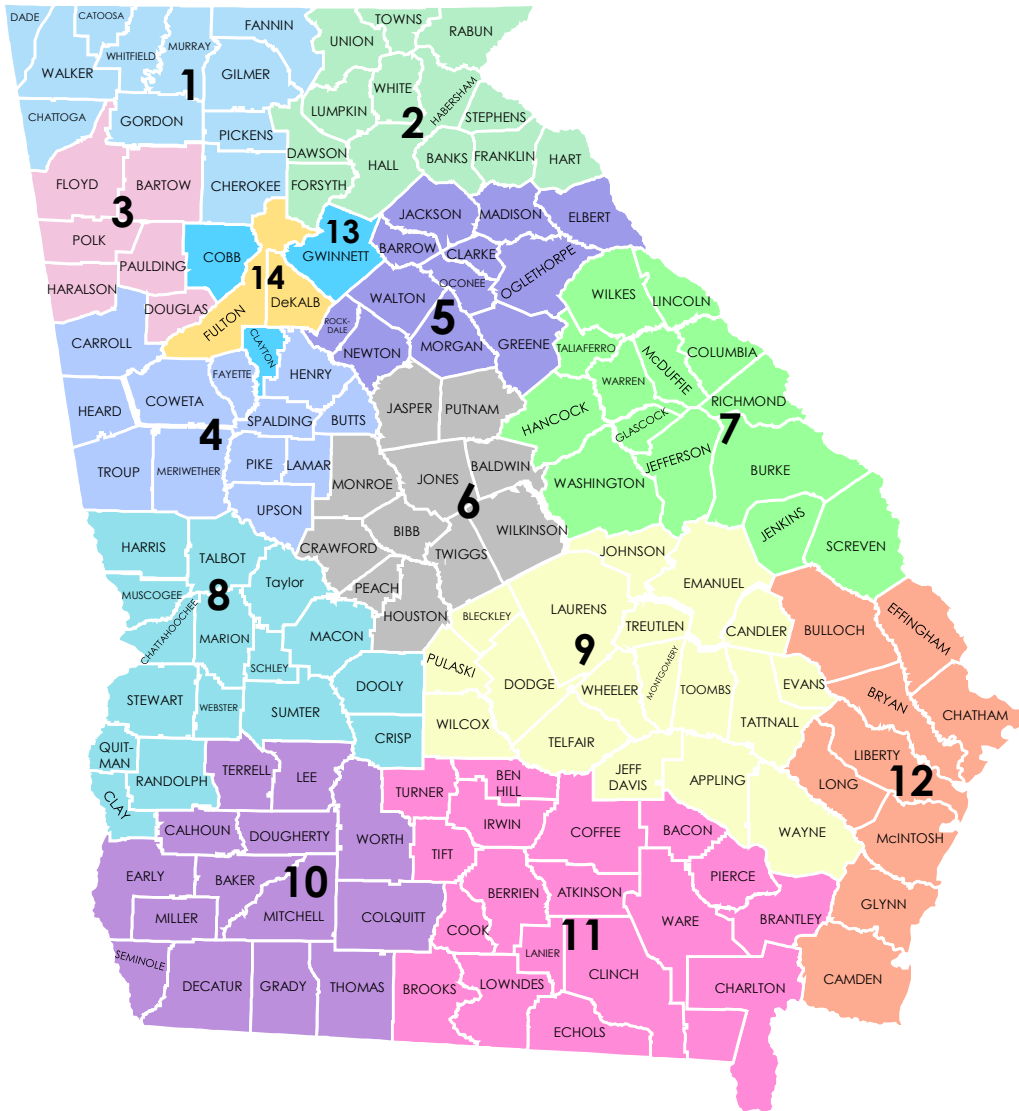 DADE
CATOOSA
FANNIN
TOWNS
UNION
RABUN
WHITFIELD
MURRAY
WALKER
GILMER
1
WHITE
HABERSHAM
LUMPKIN
STEPHENS
CHATTOGA
GORDON
2
PICKENS
DAWSON
HALL
BANKS
FRANKLIN
HART
FLOYD
BARTOW
CHEROKEE
FORSYTH
3
JACKSON
MADISON
ELBERT
13
POLK
COBB
GWINNETT
BARROW
CLARKE
OGLETHORPE
PAULDING
14
OCONEE
HARALSON
DeKALB
WALTON
WILKES
LINCOLN
DOUGLAS
FULTON
ROCK-
DALE
5
CARROLL
CLAYTON
NEWTON
MORGAN
GREENE
TALIAFERRO
McDUFFIE
COLUMBIA
FAYETTE
HENRY
WARREN
HEARD
COWETA
SPALDING
BUTTS
JASPER
PUTNAM
HANCOCK
GLASCOCK
RICHMOND
4
7
TROUP
MERIWETHER
PIKE
LAMAR
MONROE
JONES
BALDWIN
WASHINGTON
JEFFERSON
BURKE
UPSON
6
BIBB
WILKINSON
JENKINS
SCREVEN
HARRIS
TALBOT
CRAWFORD
TWIGGS
JOHNSON
Taylor
PEACH
EMANUEL
MUSCOGEE
8
HOUSTON
BLECKLEY
LAURENS
TREUTLEN
CANDLER
BULLOCH
EFFINGHAM
CHATTAHOOCHEE
MARION
MACON
9
SCHLEY
PULASKI
DODGE
WHEELER
MONTGOMERY
TOOMBS
EVANS
BRYAN
CHATHAM
STEWART
WEBSTER
SUMTER
DOOLY
TATTNALL
CRISP
WILCOX
TELFAIR
QUIT-
MAN
RANDOLPH
TERRELL
LEE
BEN
HILL
JEFF
DAVIS
APPLING
LONG
LIBERTY
12
CLAY
TURNER
CALHOUN
DOUGHERTY
WORTH
IRWIN
COFFEE
BACON
WAYNE
McINTOSH
TIFT
EARLY
BAKER
10
BERRIEN
ATKINSON
PIERCE
MILLER
MITCHELL
COLQUITT
COOK
11
WARE
BRANTLEY
GLYNN
SEMINOLE
LANIER
DECATUR
GRADY
THOMAS
BROOKS
LOWNDES
CLINCH
CHARLTON
CAMDEN
ECHOLS